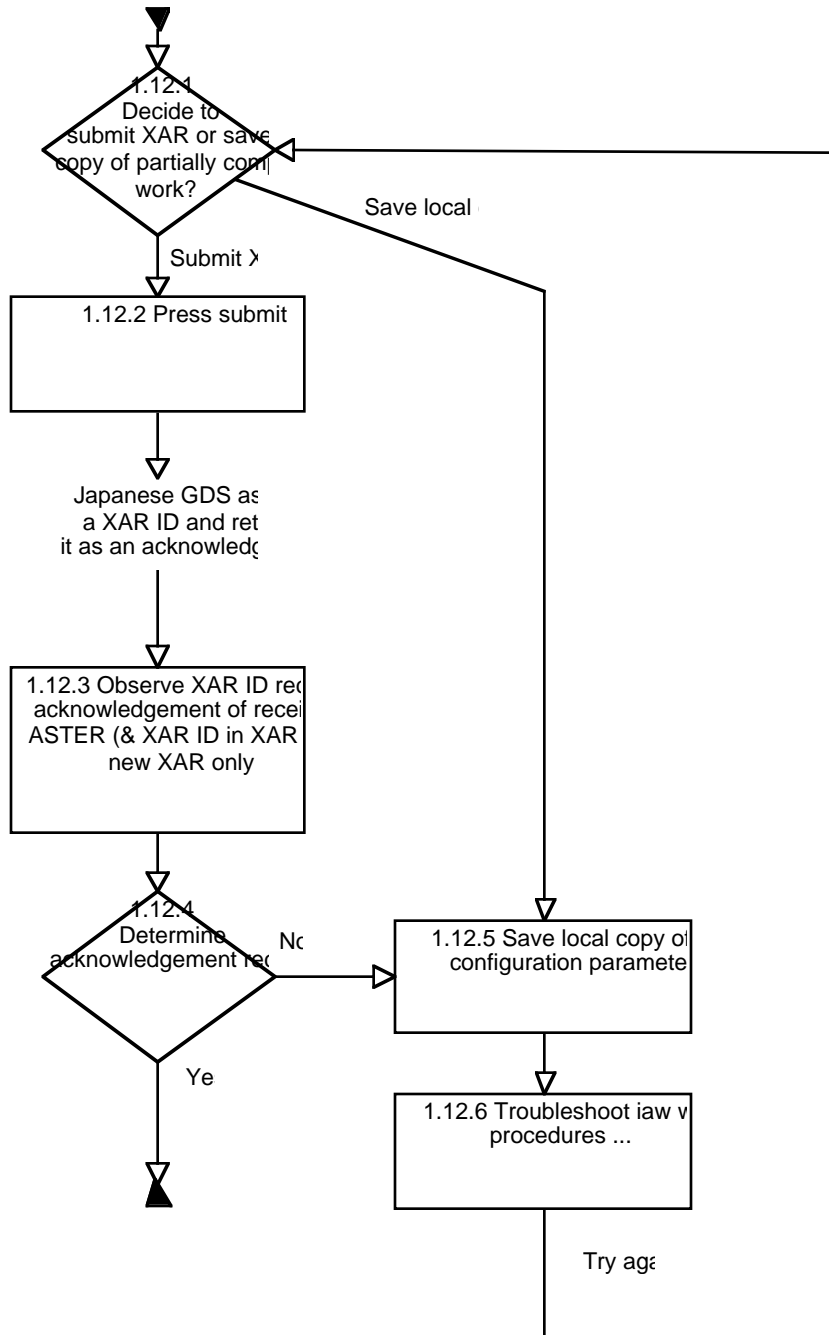 1.12.1
Decide to
submit XAR or save
copy of partially comp
work?
Save local
Submit X
1.12.2 Press submit
Japanese GDS as
a XAR ID and ret
it as an acknowledg
1.12.3 Observe XAR ID rec
acknowledgement of recei
ASTER (& XAR ID in XAR
new XAR only
1.12.4
Determine
acknowledgement rec
No
1.12.5 Save local copy of
configuration paramete
Ye
1.12.6 Troubleshoot iaw w
procedures ...
Try aga